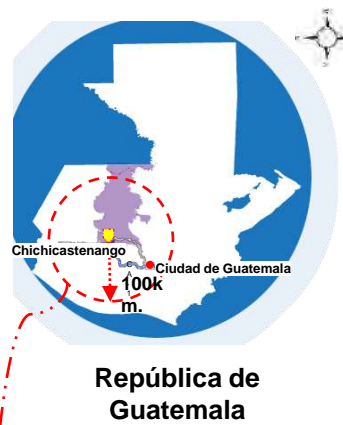 Chichicastenango
Ciudad de Guatemala
100k
m.
República de
Guatemala